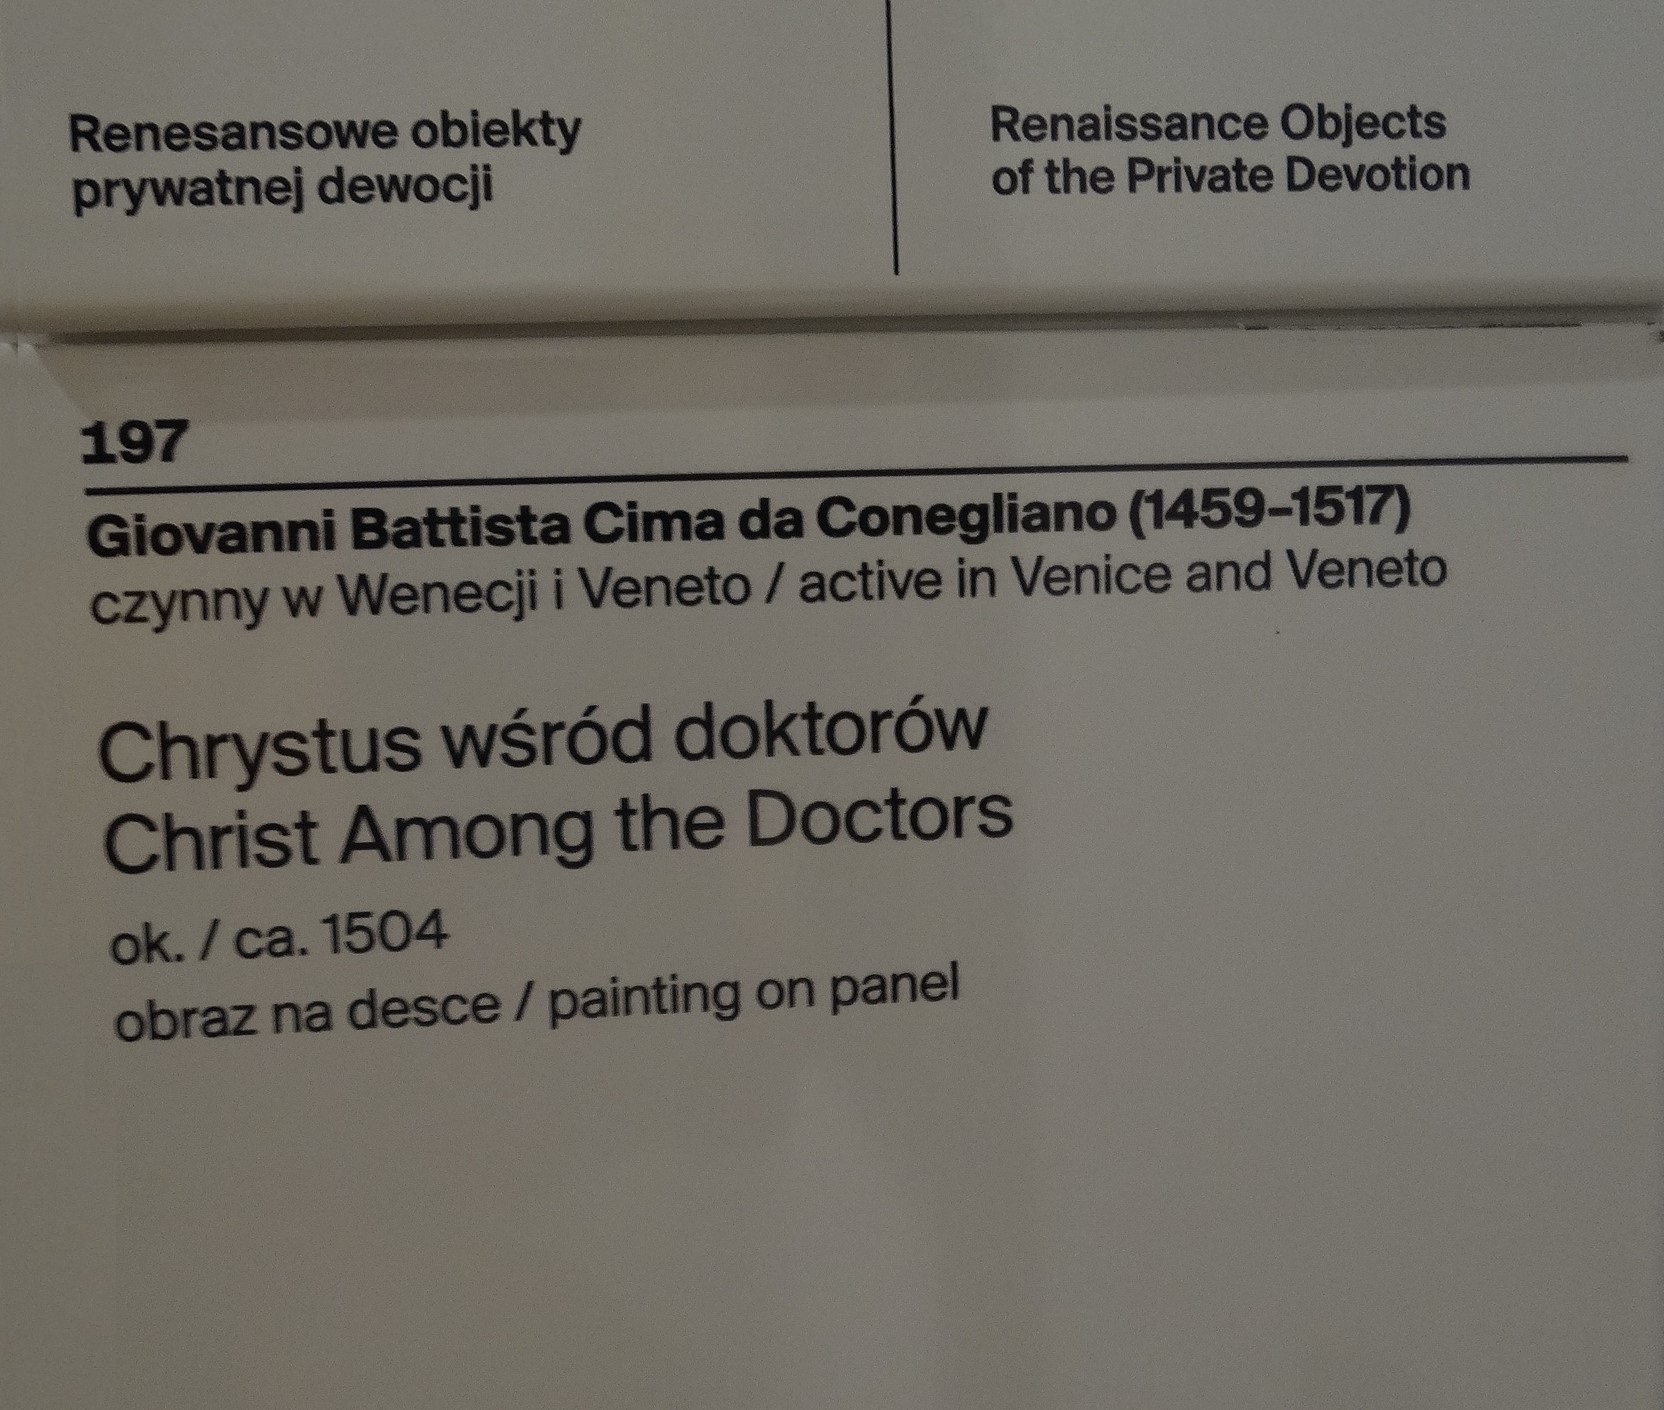 Renesansowe obiekty
prywatnej dewocji
Renaissance Objects
of the Private Devotion
197
Giovanni Battista Cima da Conegliano (1459–1517)
czynny w Wenecji i Veneto / active in Venice and Veneto
Chrystus wśród doktorów
Christ Among the Doctors
ok. / ca. 1504
obraz na desce / painting on panel